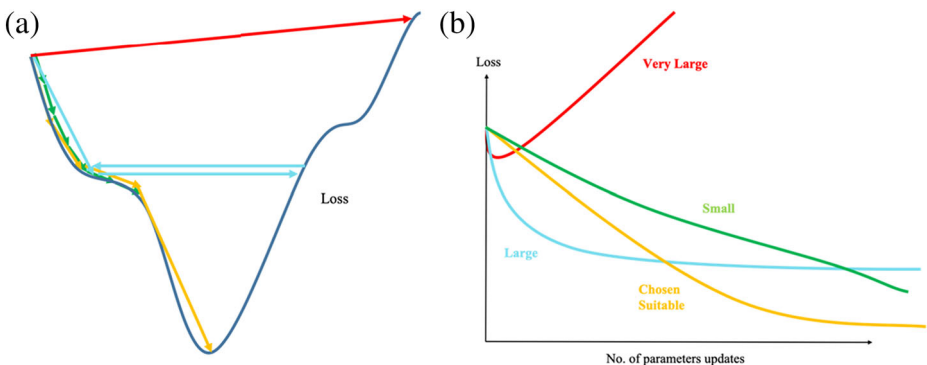 (a)
Loss
(b)
Loss
Very Large
Small
Large
Chosen
Suitable
No. of parameters updates